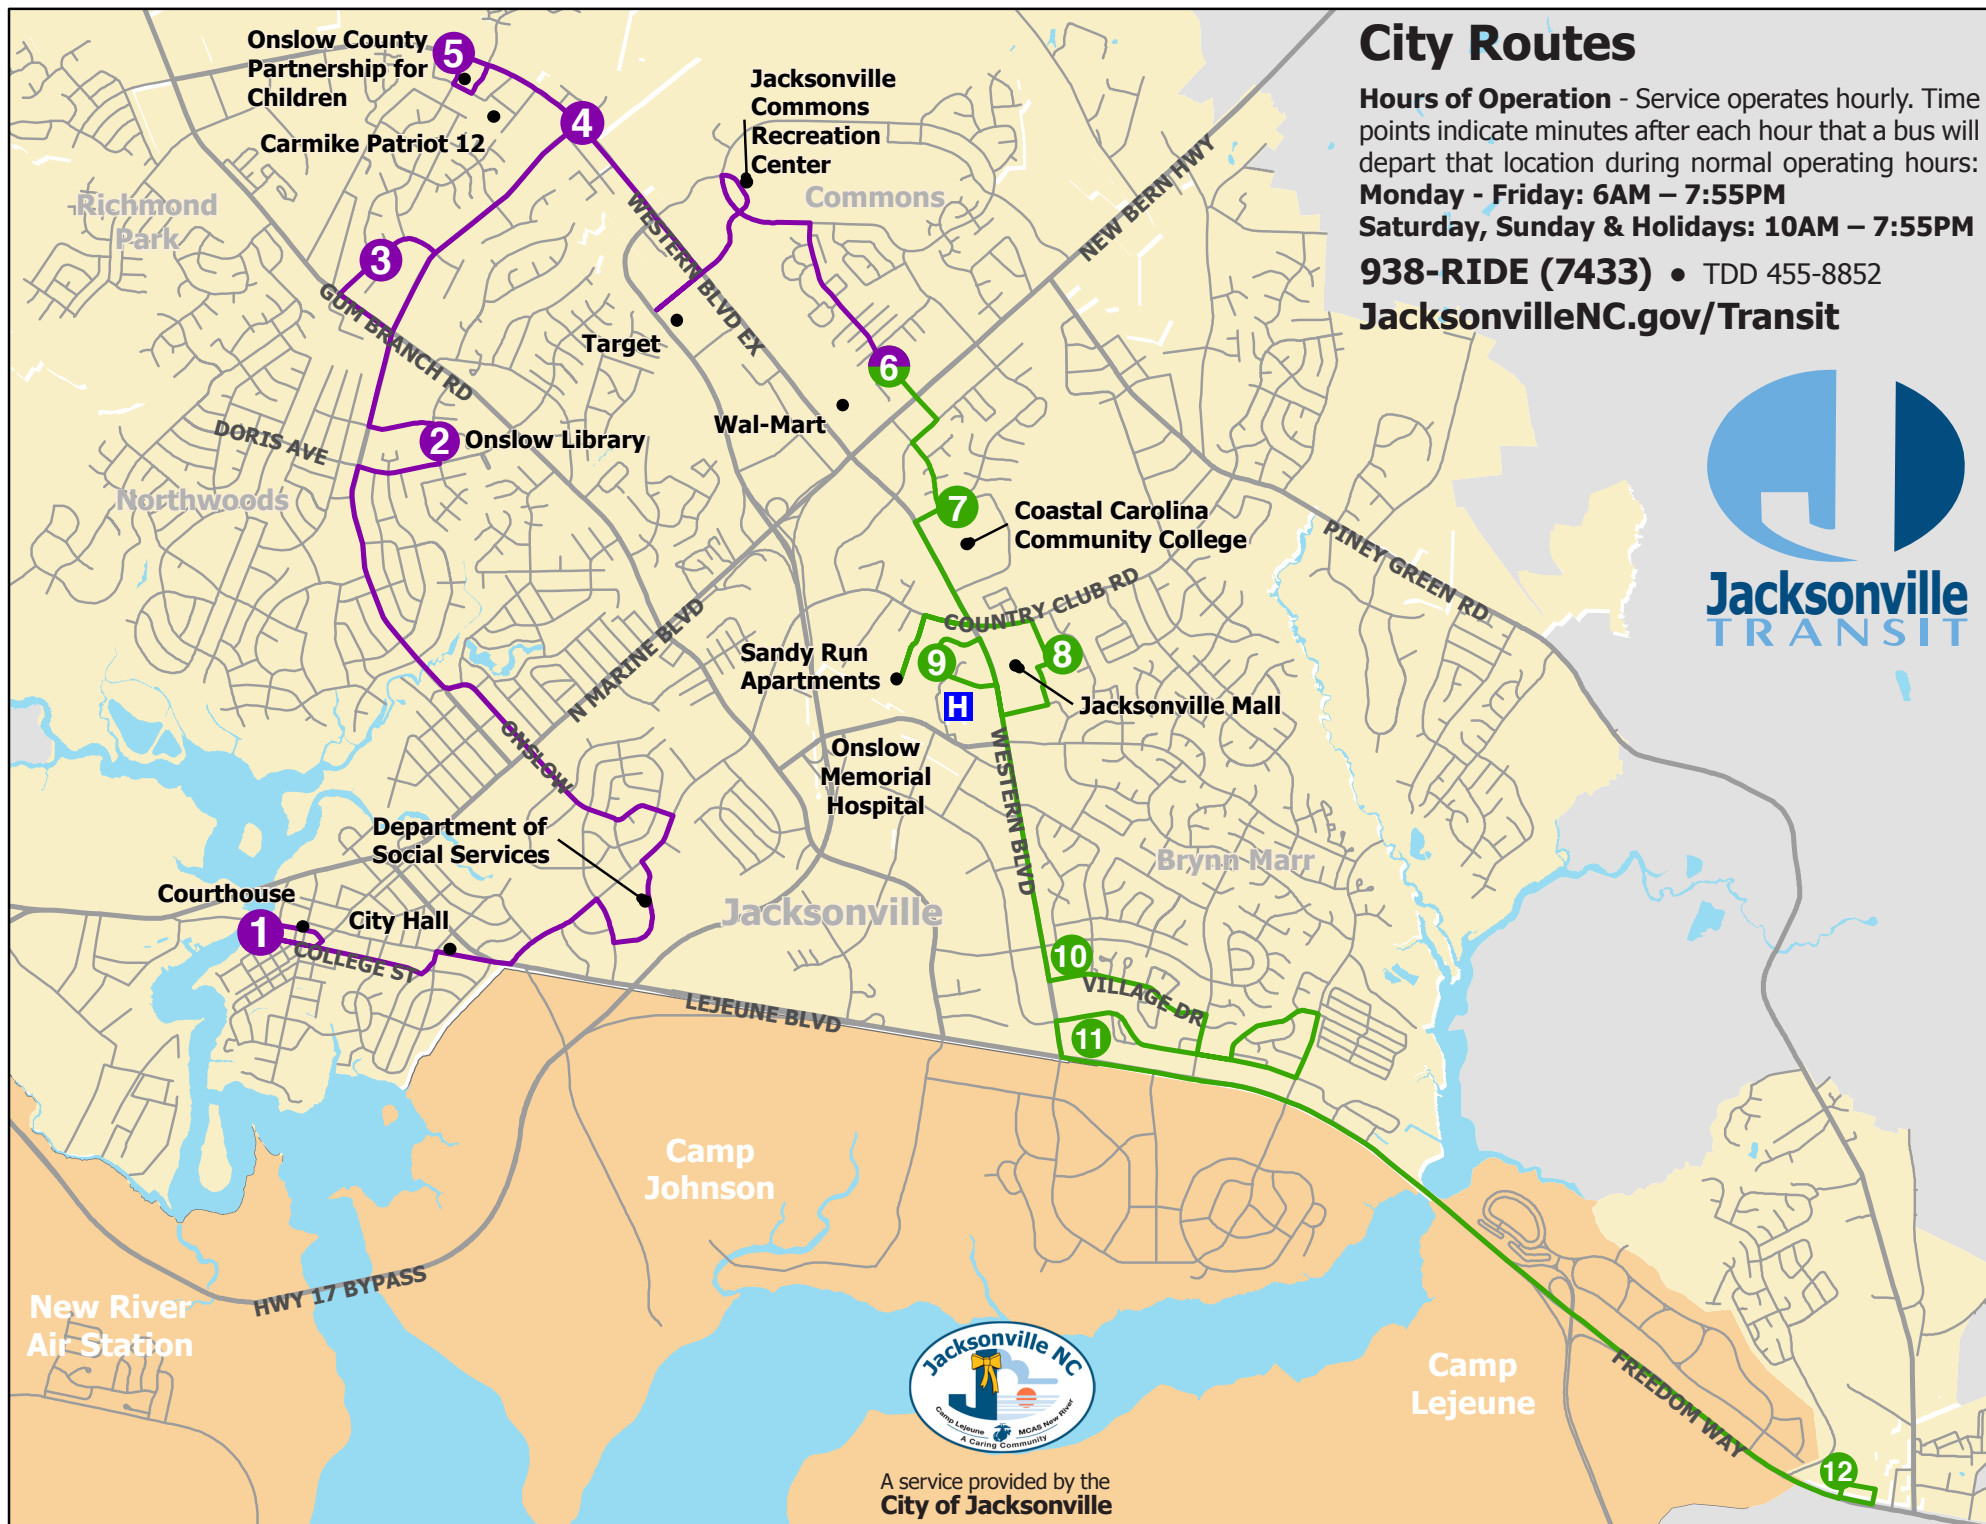 City Routes
Hours of Operation - Service operates hourly. Time
points indicate minutes after each hour that a bus will
depart that location during normal operating hours:
Monday - Friday: 6AM – 7:55PM
Saturday, Sunday & Holidays: 10AM – 7:55PM
938-RIDE (7433) ● TDD 455-8852
JacksonvilleNC.gov/Transit
Jacksonville
TRANSIT
Onslow County
Partnership for
Children
5
4
Carmike Patriot 12
Jacksonville
Commons
Recreation
Center
Commons
NEW BERN HWY
Richmond
Park
3
WESTERN BLVD EX
GUM BRANCH RD
Target
6
Wal-Mart
DORIS AVE
2
Onslow Library
Northwoods
7
Coastal Carolina
Community College
PINEY GREEN RD
COUNTRY CLUB RD
N MARINE BLVD
Sandy Run
Apartments
9
8
H
Jacksonville Mall
ONSLOW
Onslow
Memorial
Hospital
WESTERN BLVD
Department of
Social Services
Brynn Marr
Courthouse
1
City Hall
COLLEGE ST
Jacksonville
10
VILLAGE DR
11
LEJEUNE BLVD
Camp
Johnson
HWY 17 BYPASS
New River
Air Station
Camp
Lejeune
FREEDOM WAY
12
Jacksonville NC
Camp Lejeune
MCAS New River
A Caring Community
A service provided by the
City of Jacksonville